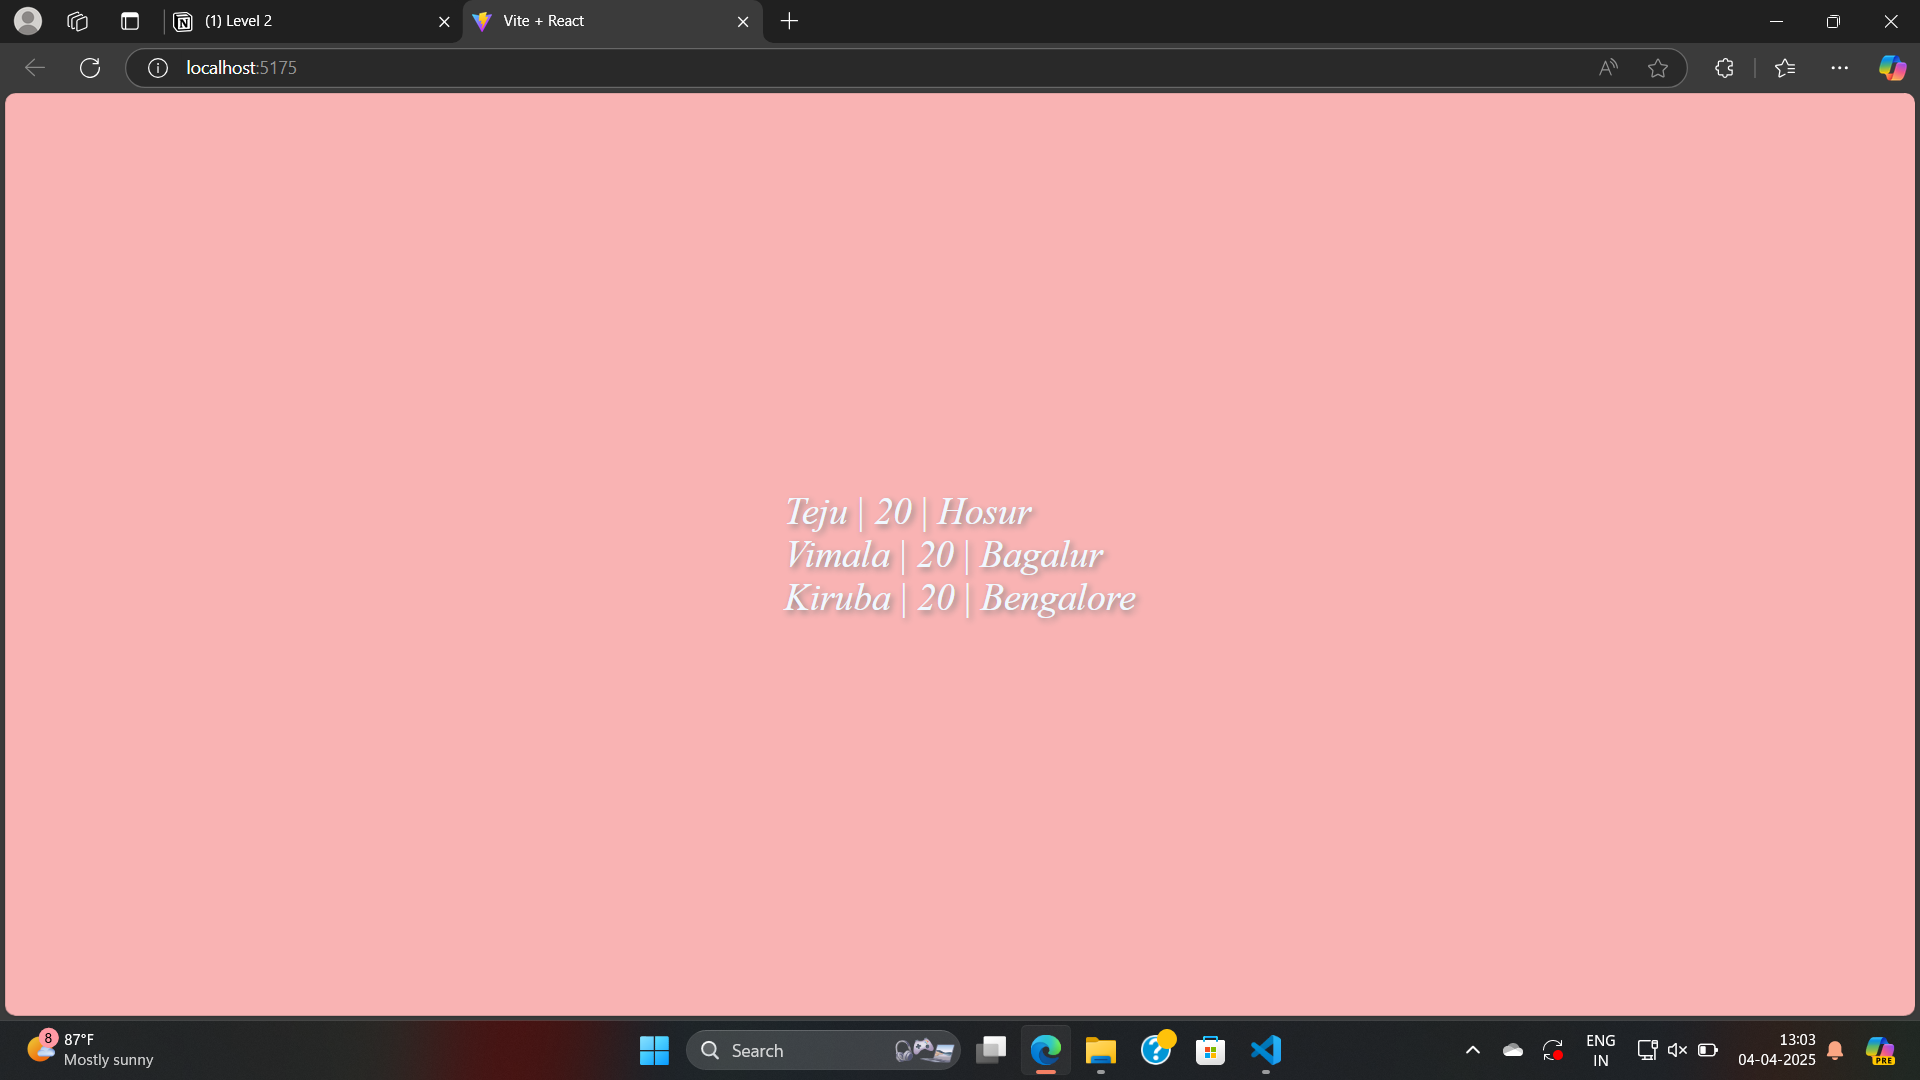 (1) Level 2
Vite + React
localhost:5175
Teju | 20 | Hosur
Vimala | 20 | Bagalur
Kiruba | 20 | Bengalore
8
87°F
Mostly sunny
Search
ENG
IN
13:03
04-04-2025
PRE